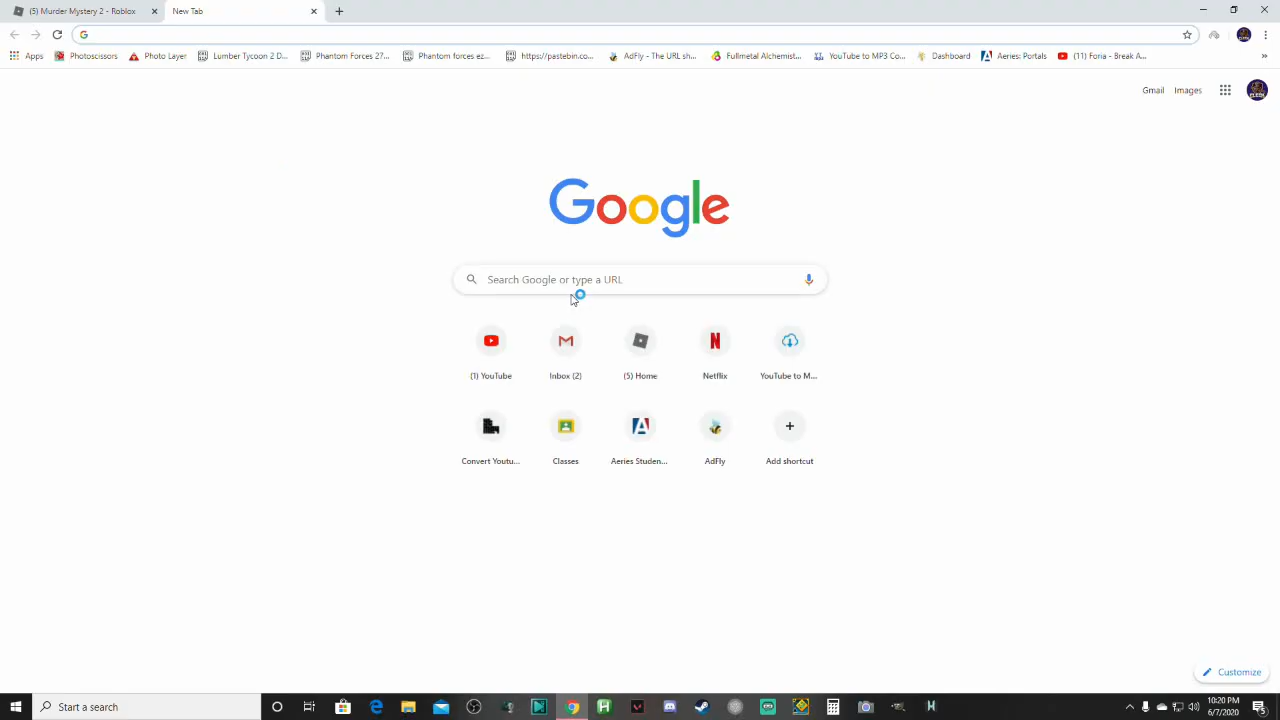 (5) Murder Mystery 2 - Roblox
New Tab
Apps
Photoscissors
Photo Layer
Lumber Tycoon 2 D...
Phantom Forces 27...
Phantom forces ez...
https://pastebin.co...
AdFly - The URL sh...
Fullmetal Alchemist...
YouTube to MP3 Co...
Dashboard
Aeries: Portals
(11) Foria - Break A...
»
Gmail
Images
Google
Search Google or type a URL
(1) YouTube
Inbox (2)
(5) Home
Netflix
YouTube to M...
Convert Youtu...
Classes
Aeries Studen...
AdFly
Add shortcut
Customize
Start a search
10:20 PM
6/7/2020